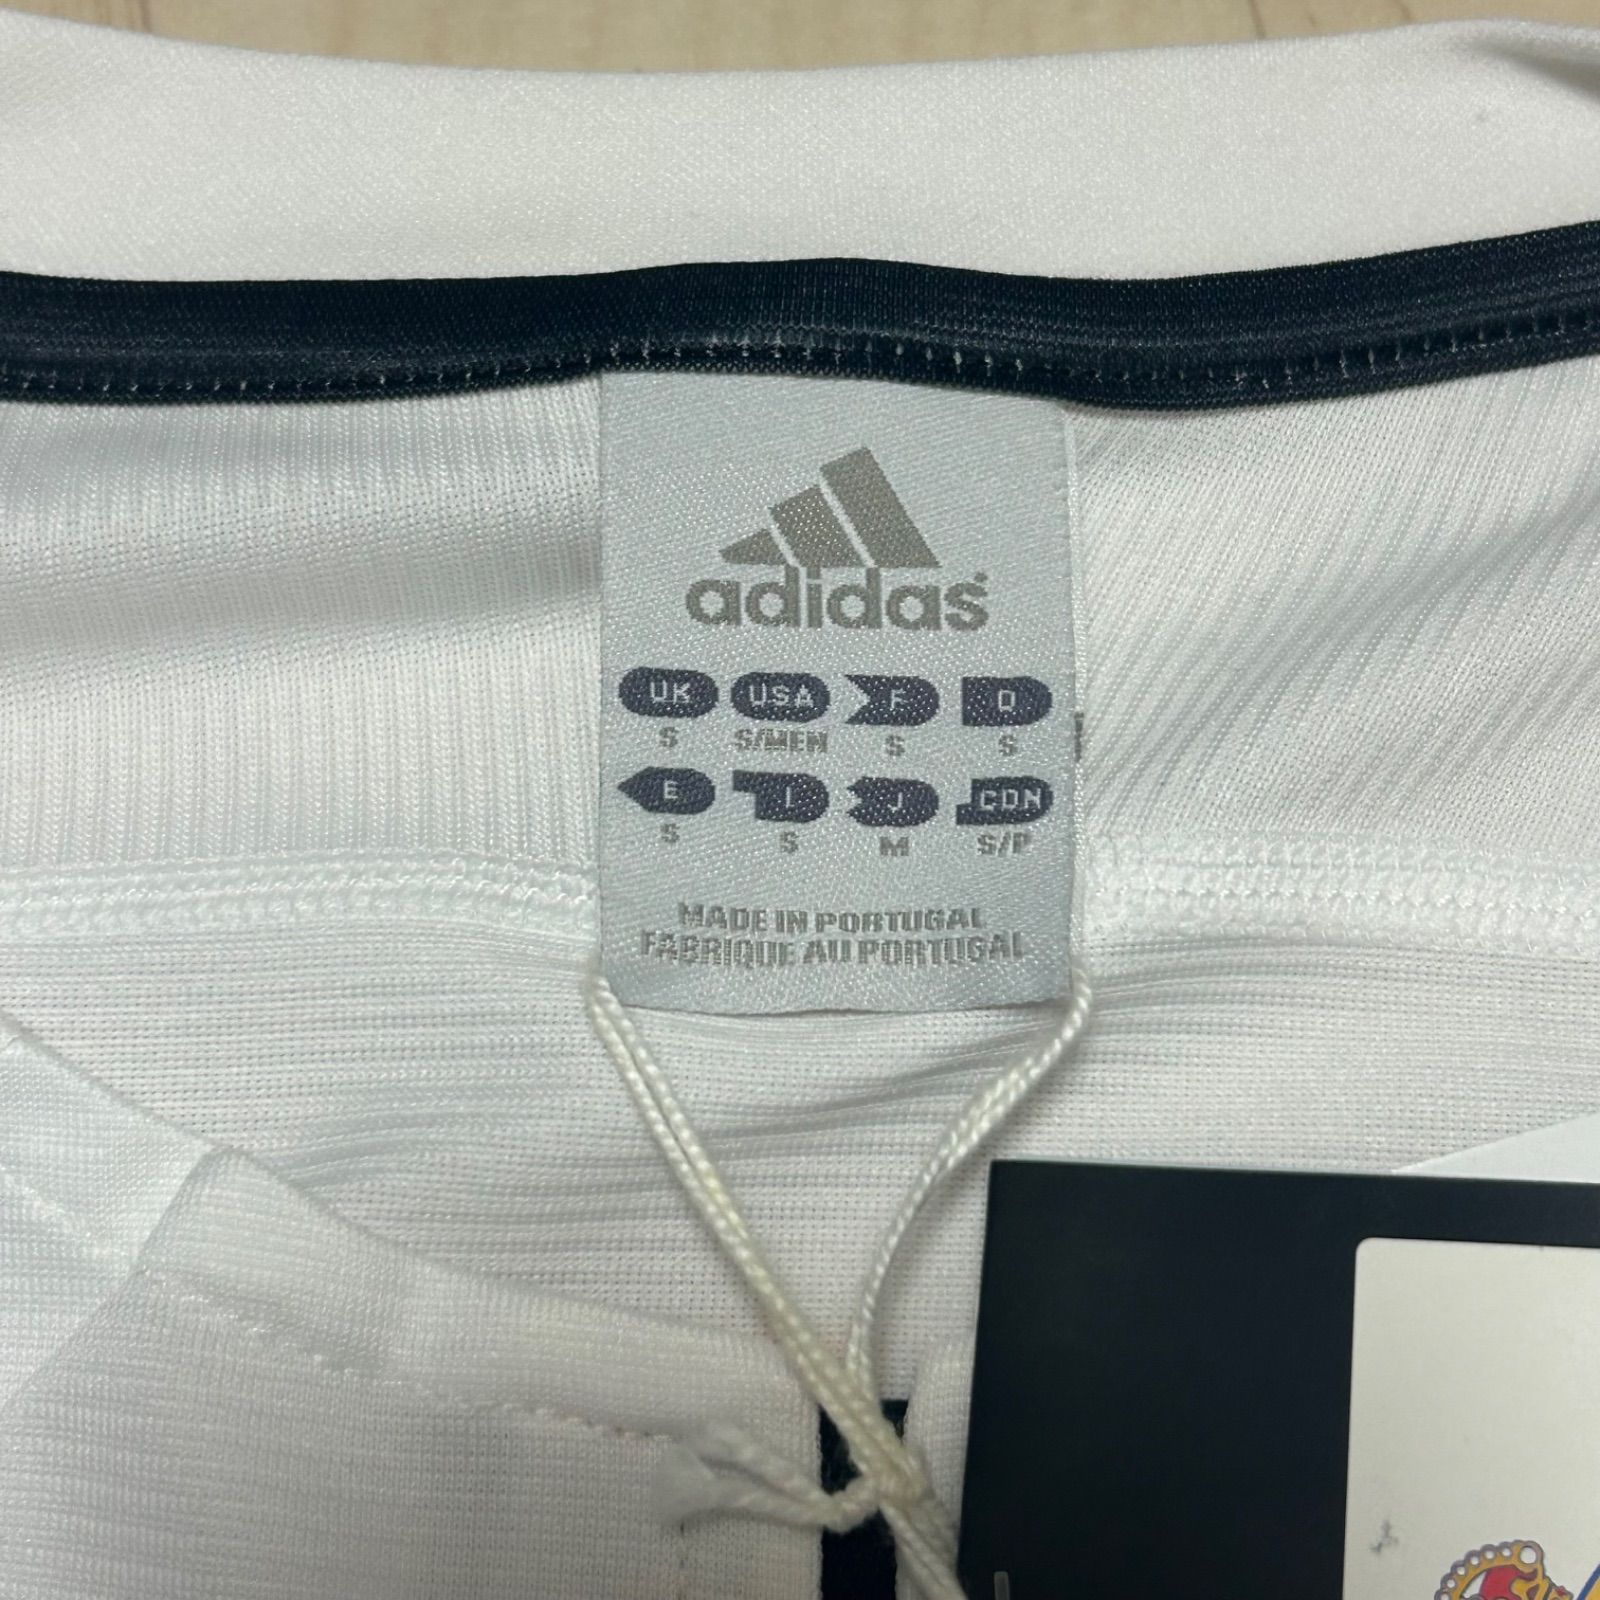 adidas
UK USA F D
S S/MEN S S
E I J CDN
S S M S/P
MADE IN PORTUGAL
FABRIQUE AU PORTUGAL